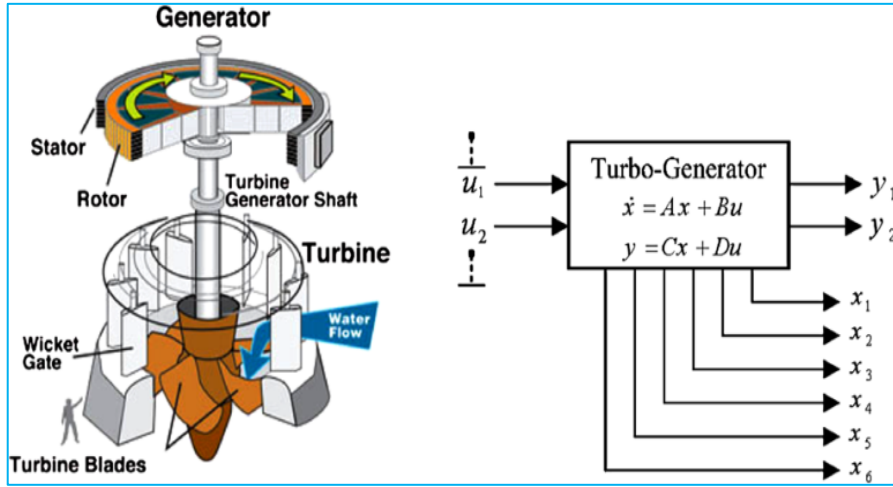 Generator
Stator
Rotor
Turbine
Generator Shaft
Turbine
Wicket
Gate
Water
Flow
Turbine Blades
u₁
u₂
Turbo-Generator
ẋ = Ax + Bu
y = Cx + Du
y₁
y₂
x₁
x₂
x₃
x₄
x₅
x₆